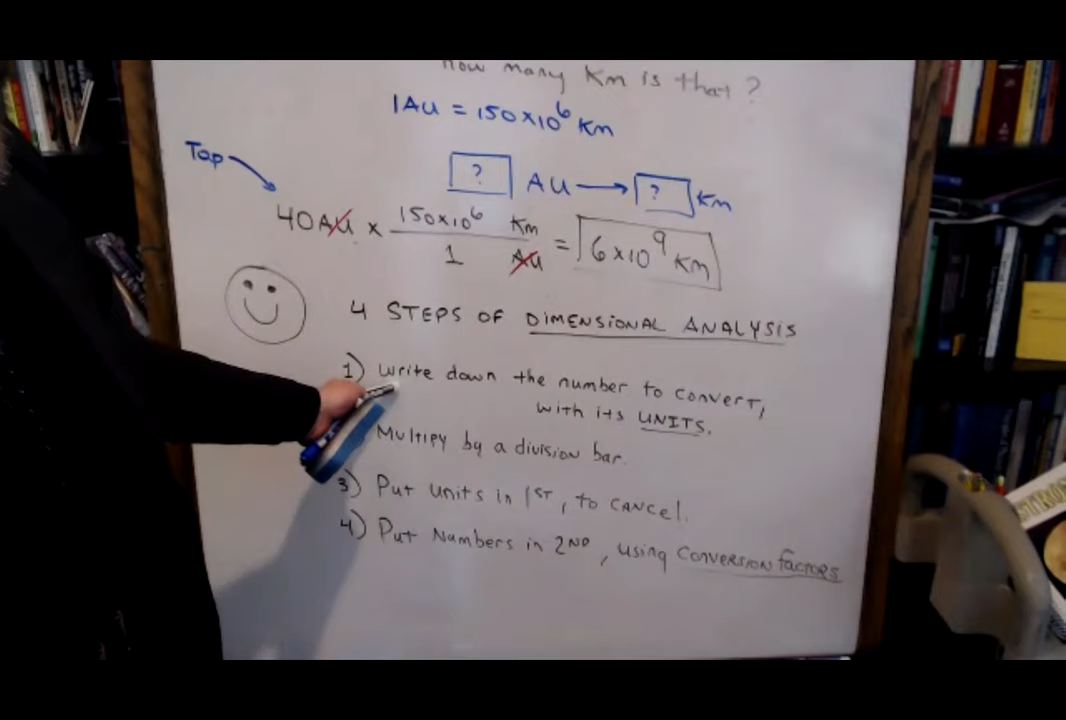 How many Km is that ?
1AU = 150x10⁶ Km
Top
? AU → ? Km
40AU x 150x10⁶ Km / 1 AU = 6x10⁹ Km
4 STEPS OF DIMENSIONAL ANALYSIS
1) Write down the number to convert,
with its UNITS.
Multipy by a division bar.
3) Put units in 1ST, to cancel.
4) Put Numbers in 2ND, using CONVERSION factors